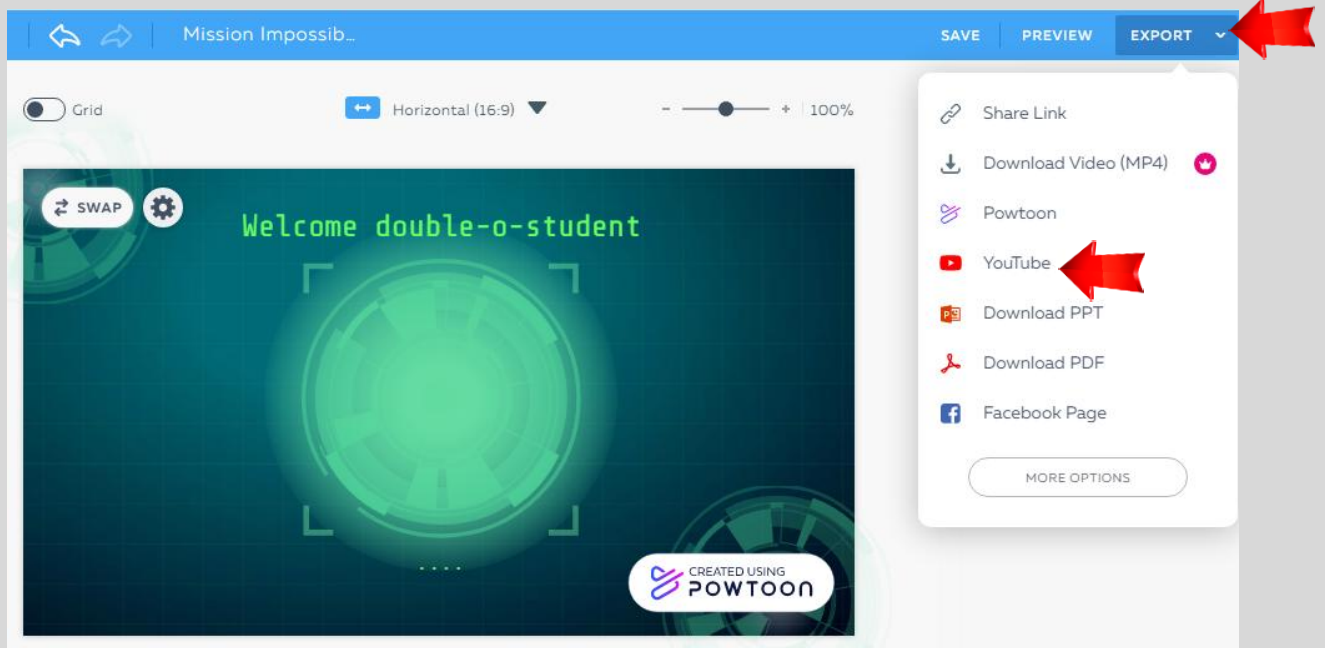 Mission Impossib…
SAVE
PREVIEW
EXPORT
Grid
Horizontal (16:9)
- + 100%
SWAP
Welcome double-o-student
....
CREATED USING
POWTOON
Share Link
Download Video (MP4)
Powtoon
YouTube
Download PPT
Download PDF
Facebook Page
MORE OPTIONS